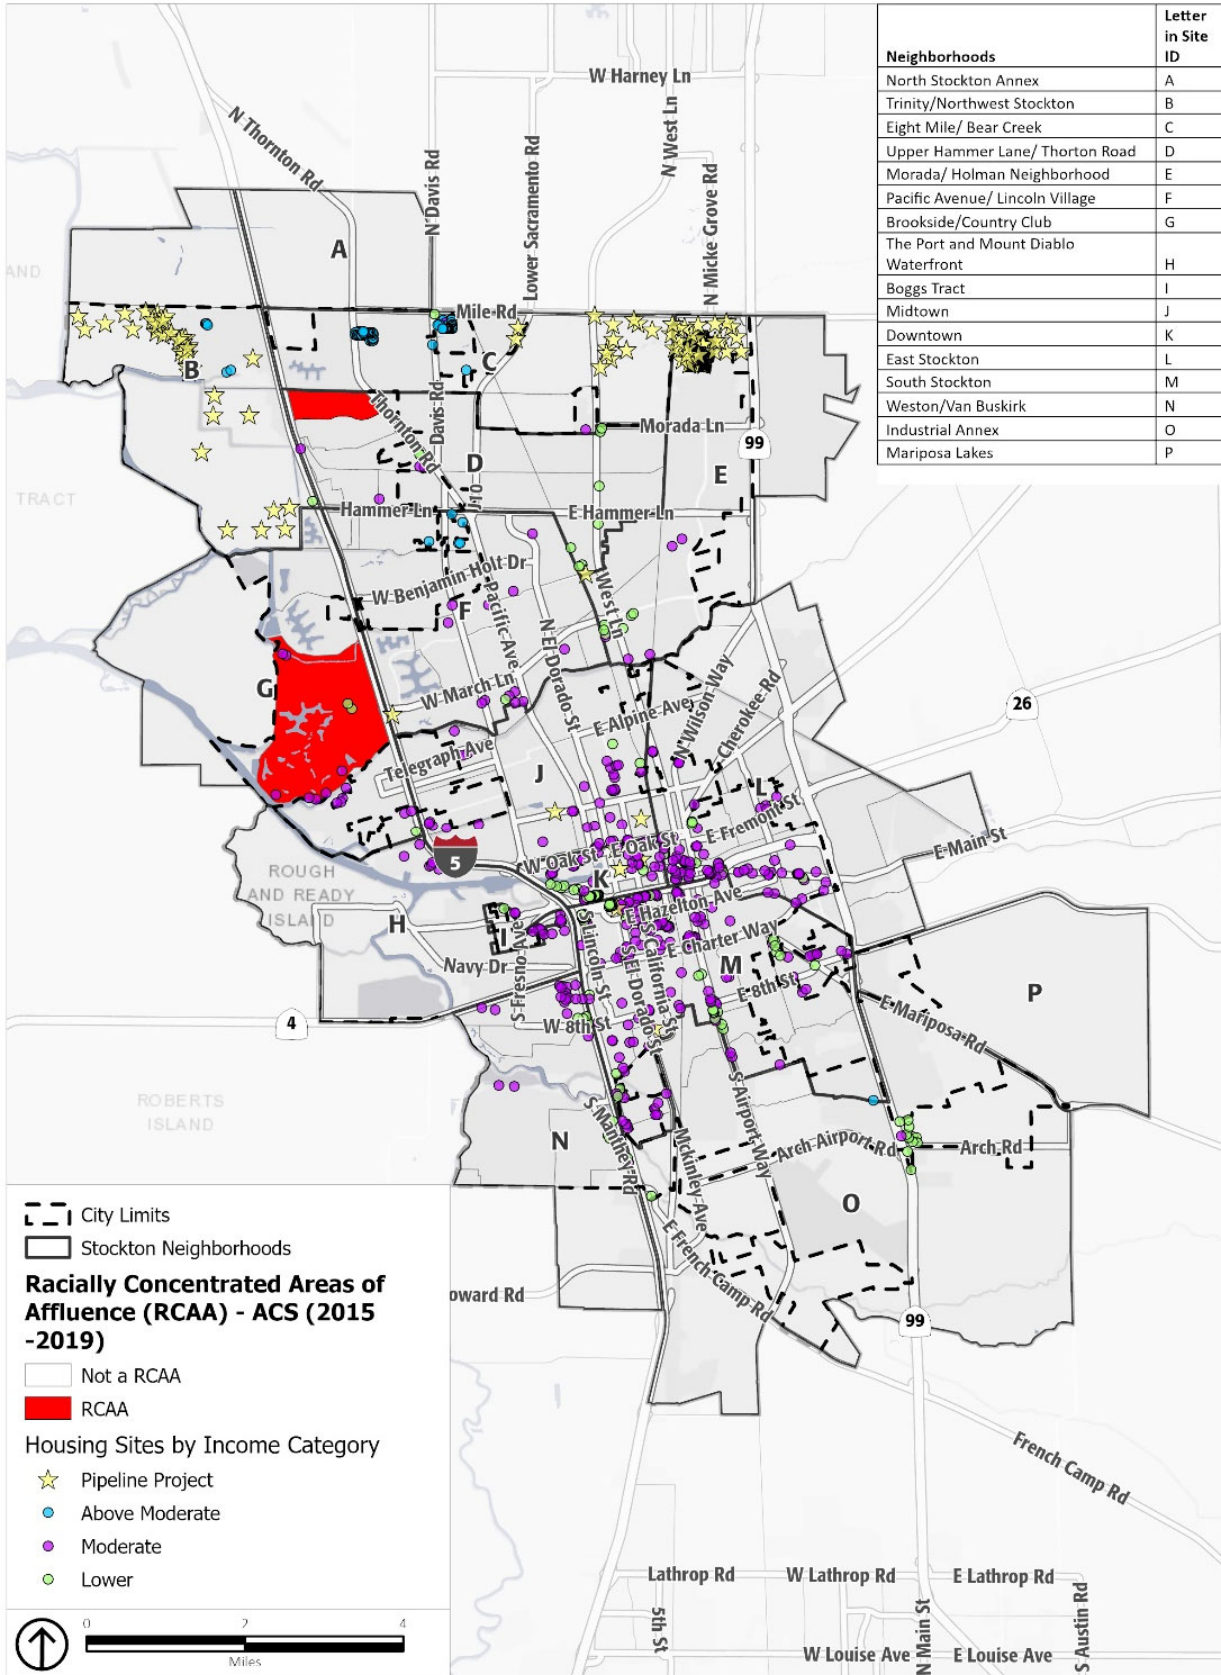 Neighborhoods Letter in Site ID
North Stockton Annex A
Trinity/Northwest Stockton B
Eight Mile/ Bear Creek C
Upper Hammer Lane/ Thorton Road D
Morada/ Holman Neighborhood E
Pacific Avenue/ Lincoln Village F
Brookside/Country Club G
The Port and Mount Diablo
Waterfront H
Boggs Tract I
Midtown J
Downtown K
East Stockton L
South Stockton M
Weston/Van Buskirk N
Industrial Annex O
Mariposa Lakes P
W Harney Ln
N Thornton Rd
N Davis Rd
Lower Sacramento Rd
N West Ln
N Micke Grove Rd
A
AND
Mile Rd
B
C
Thornton Rd
Davis Rd
Morada Ln
99
D
E
TRACT
J10
Hammer Ln
E Hammer Ln
W Benjamin Holt Dr
F
Pacific Ave
West Ln
N El Dorado St
G
W March Ln
N Wilson Way
Cherokee Rd
26
E Alpine Ave
Telegraph Ave
J
L
E Fremont St
E Main St
5
W Oak St
E Oak St
ROUGH
AND READY
ISLAND
K
H
I
E Hazelton Ave
S Fresno Ave
S Lincoln St
S California St
S El Dorado St
E Charter Way
Navy Dr
M
E 8th St
P
4
W 8th St
E Mariposa Rd
ROBERTS
ISLAND
N
S Manthey Rd
Mckinley Ave
S Airport Way
Arch Airport Rd
Arch Rd
O
E French Camp Rd
oward Rd
99
French Camp Rd
Lathrop Rd
W Lathrop Rd
E Lathrop Rd
5th St
N Main St
S Austin Rd
W Louise Ave
E Louise Ave
City Limits
Stockton Neighborhoods
Racially Concentrated Areas of
Affluence (RCAA) - ACS (2015
-2019)
Not a RCAA
RCAA
Housing Sites by Income Category
Pipeline Project
Above Moderate
Moderate
Lower
0 2 4
Miles